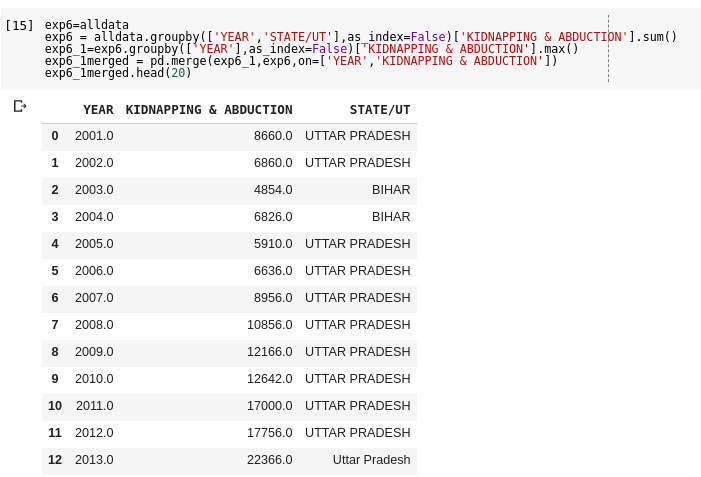 [15] exp6=alldata
exp6 = alldata.groupby(['YEAR','STATE/UT'],as_index=False)['KIDNAPPING & ABDUCTION'].sum()
exp6_1=exp6.groupby(['YEAR'],as_index=False)['KIDNAPPING & ABDUCTION'].max()
exp6_1merged = pd.merge(exp6_1,exp6,on=['YEAR','KIDNAPPING & ABDUCTION'])
exp6_1merged.head(20)
YEAR KIDNAPPING & ABDUCTION STATE/UT
0 2001.0 8660.0 UTTAR PRADESH
1 2002.0 6860.0 UTTAR PRADESH
2 2003.0 4854.0 BIHAR
3 2004.0 6826.0 BIHAR
4 2005.0 5910.0 UTTAR PRADESH
5 2006.0 6636.0 UTTAR PRADESH
6 2007.0 8956.0 UTTAR PRADESH
7 2008.0 10856.0 UTTAR PRADESH
8 2009.0 12166.0 UTTAR PRADESH
9 2010.0 12642.0 UTTAR PRADESH
10 2011.0 17000.0 UTTAR PRADESH
11 2012.0 17756.0 UTTAR PRADESH
12 2013.0 22366.0 Uttar Pradesh